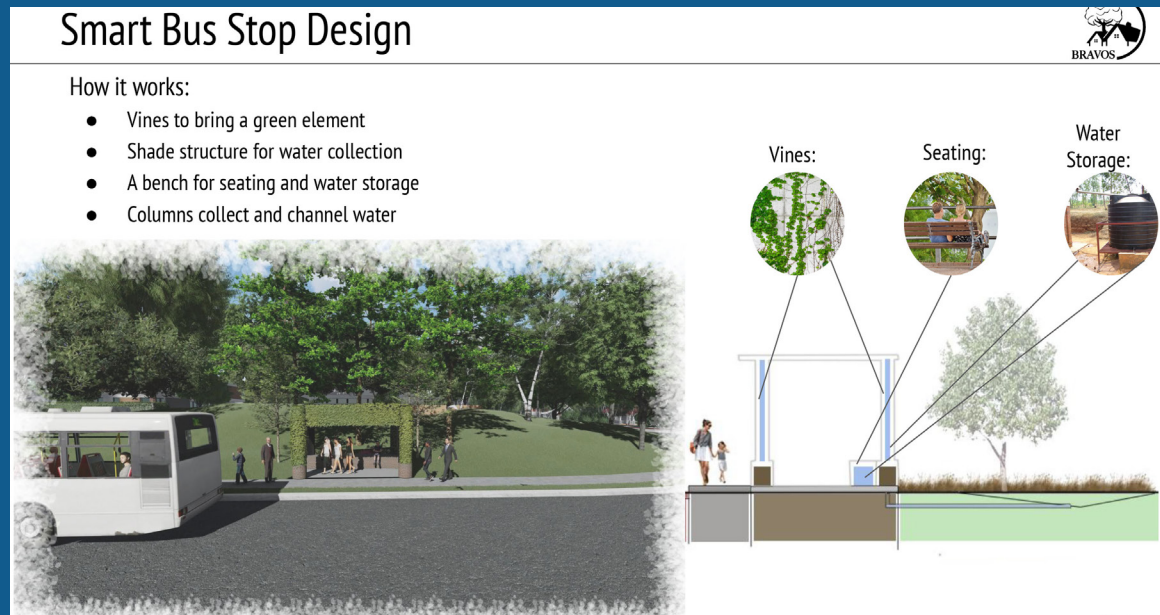 Smart Bus Stop Design
BRAVOS
How it works:
● Vines to bring a green element
● Shade structure for water collection
● A bench for seating and water storage
● Columns collect and channel water
Vines:
Seating:
Water
Storage: